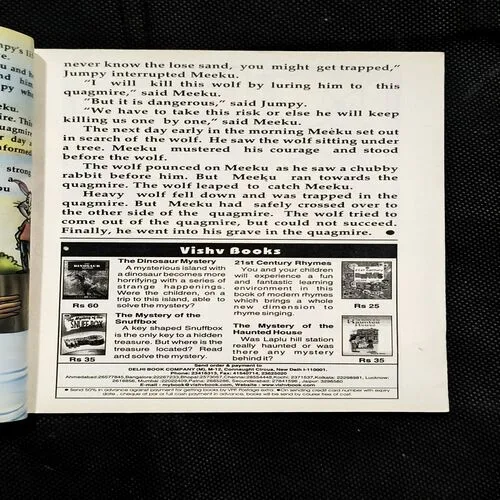 never know the lose sand, you might get trapped,"
Jumpy interrupted Meeku.
"I will kill this wolf by luring him to this
quagmire," said Meeku.
"But it is dangerous," said Jumpy.
"We have to take this risk or else he will keep
killing us one by one," said Meeku.
The next day early in the morning Meeku set out
in seach of the wolf. He saw the wolf sitting under
a tree. Meeku mustered his courage and stood
before the wolf.
The wolf pounced on Meeku as he saw a chubby
rabbit before him. But Meeku ran towards the
quagmire. The wolf leaped to catch Meeku.
Heavy wolf fell down and was trapped in the
quagmire. But Meeku had safely crossed over to
the other side of the quagmire. The wolf tried to
come out of the quagmire, but could not succeed.
Finally, he went into his grave in the quagmire.
Vishv Books
The Dinosaur Mystery
A mysterious island with
a dinosaur becomes more
horrifying with a series of
strange happenings.
Were the children, on a
trip to this island, able to
solve the mystery?
Rs 60
The Mystery of the
Snuffbox
A key shaped Snuffbox
is the only key to a hidden
treasure. But where is the
treasure located? Read
and solve the mystery.
Rs 35
21st Century Rhymes
You and your children
will experience a fun
and fantastic learning
environment in this
book of modern rhymes
which brings a whole
new dimension to
rhyme singing.
Rs 25
The Mystery of the
Haunted House
Was Laplu hill station
really haunted or was
there any mystery
behind it?
Rs 35
Send order & payment to
DELHI BOOK COMPANY (M), M-12, Connaught Circus, New Delhi-110001.